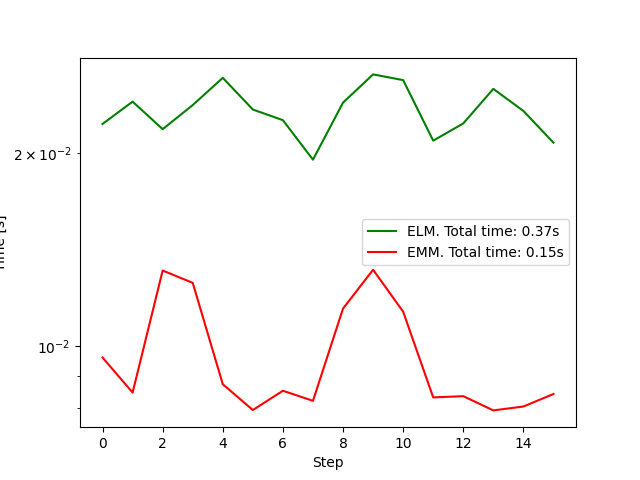 2 × 10⁻²
10⁻²
Time [s]
ELM. Total time: 0.37s
EMM. Total time: 0.15s
0 2 4 6 8 10 12 14
Step